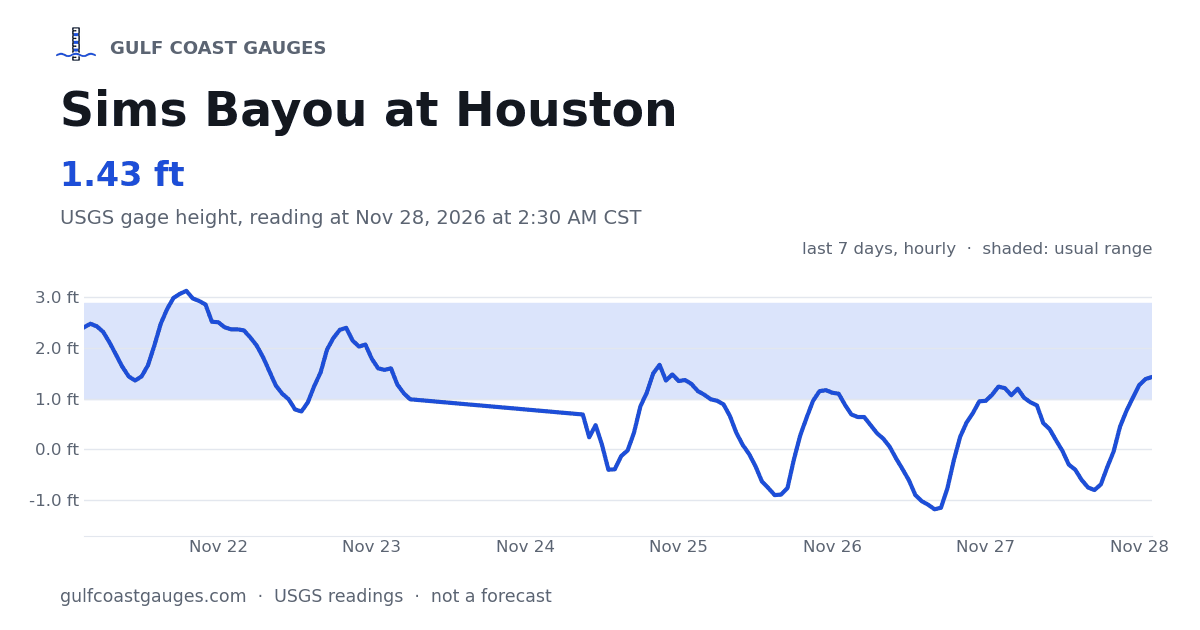 GULF COAST GAUGES
Sims Bayou at Houston
1.43 ft
USGS gage height, reading at Nov 28, 2026 at 2:30 AM CST
last 7 days, hourly · shaded: usual range
3.0 ft
2.0 ft
1.0 ft
0.0 ft
-1.0 ft
Nov 22 Nov 23 Nov 24 Nov 25 Nov 26 Nov 27 Nov 28
gulfcoastgauges.com · USGS readings · not a forecast